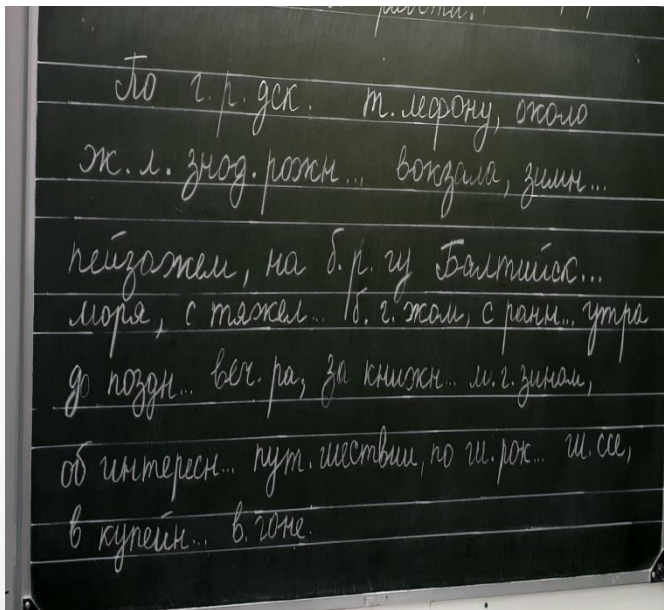 По г.р.дск. т.лефону, около
ж.л.знод.рожн... вокзала, зимн...
пейзажем, на б.р.гу Балтийск...
моря, с тяжел... б.г.жом, с ранн... утра
до поздн... веч.ра, за книжн... м.г.зином,
об интересн... пут.шествии, по ш.рок... ш.ссе,
в купейн... в.гоне.